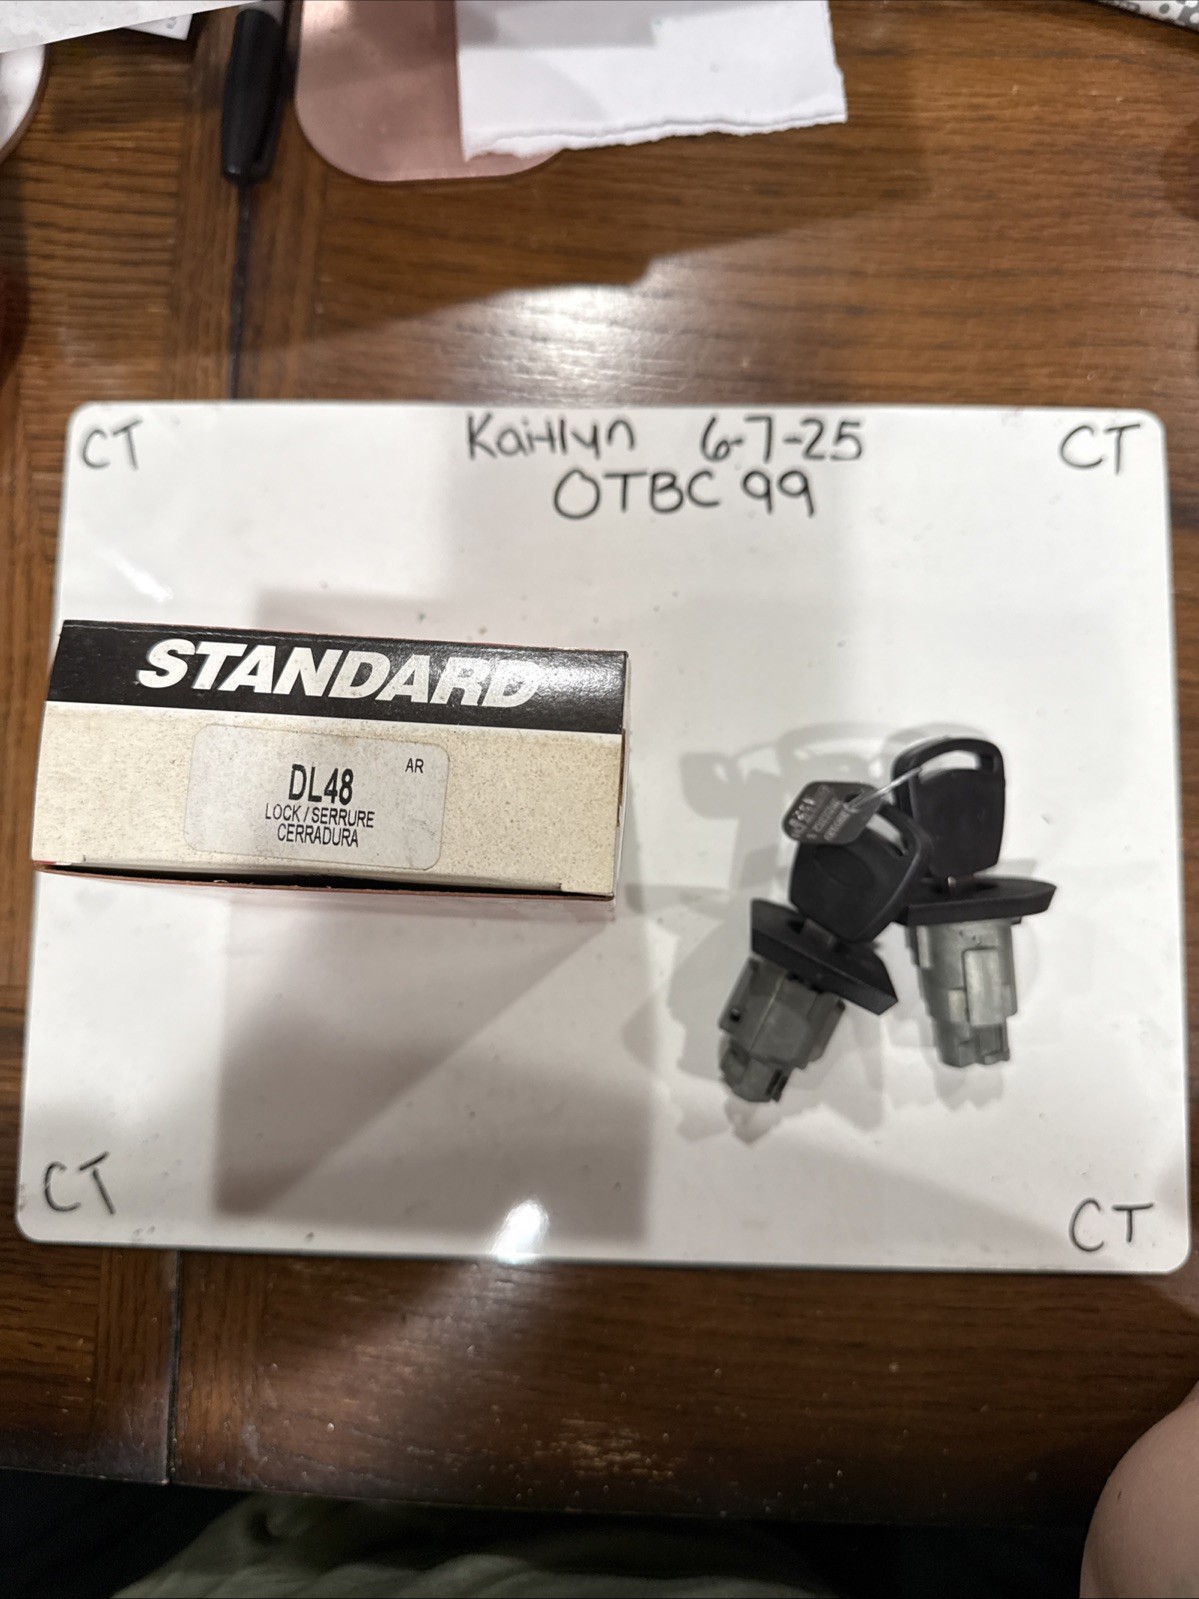 CT
Kaitlyn 6-7-25
CT
OTBC 99
STANDARD
AR
DL48
LOCK / SERRURE
CERRADURA
CT
CT